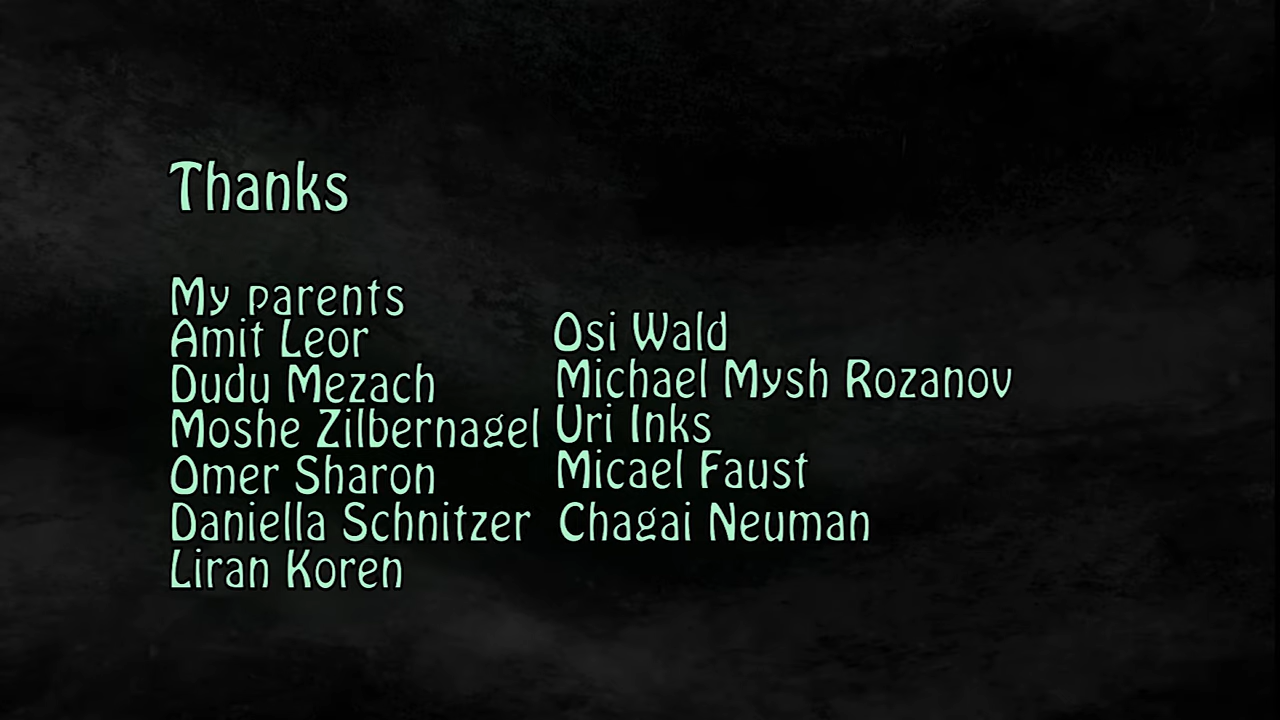 Thanks
My parents
Amit Leor
Dudu Mezach
Moshe Zilbernagel
Omer Sharon
Daniella Schnitzer
Liran Koren
Osi Wald
Michael Mysh Rozanov
Uri Inks
Micael Faust
Chagai Neuman